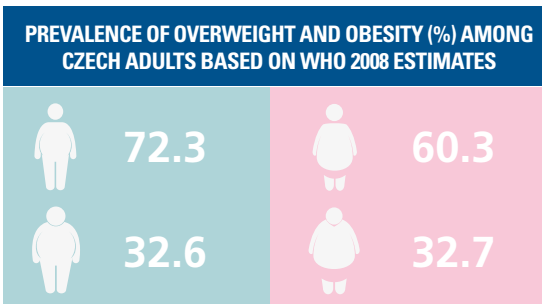 PREVALENCE OF OVERWEIGHT AND OBESITY (%) AMONG
CZECH ADULTS BASED ON WHO 2008 ESTIMATES
72.3 60.3
32.6 32.7